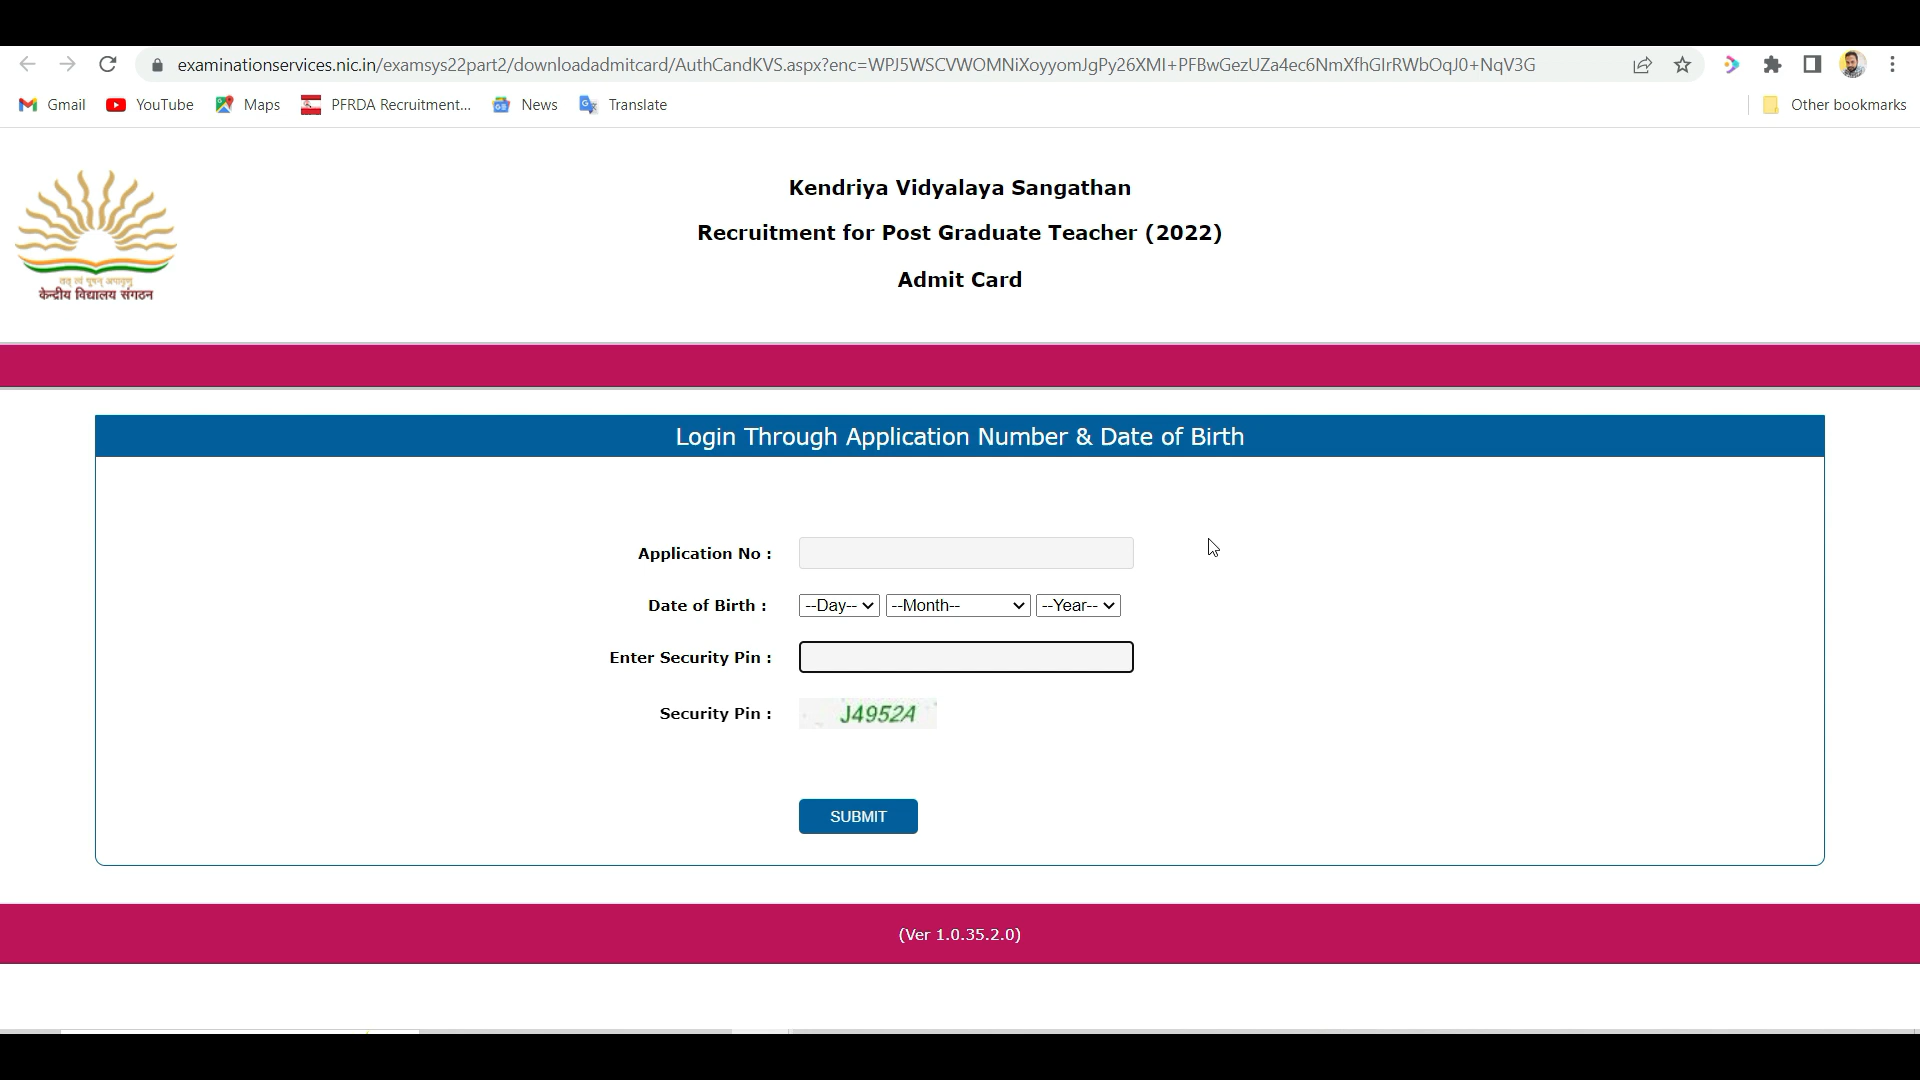 examinationservices.nic.in/examsys22part2/downloadadmitcard/AuthCandKVS.aspx?enc=WPJ5WSCVWOMNiXoyyomJgPy26XMI+PFBwGezUZa4ec6NmXfhGIrRWbOqJ0+NqV3G
Gmail YouTube Maps PFRDA Recruitment... News Translate Other bookmarks
Kendriya Vidyalaya Sangathan
Recruitment for Post Graduate Teacher (2022)
Admit Card
तत् त्वं पूषन् अपावृणु
केन्द्रीय विद्यालय संगठन
Login Through Application Number & Date of Birth
Application No :
Date of Birth : --Day-- --Month-- --Year--
Enter Security Pin :
Security Pin : J4952A
SUBMIT
(Ver 1.0.35.2.0)